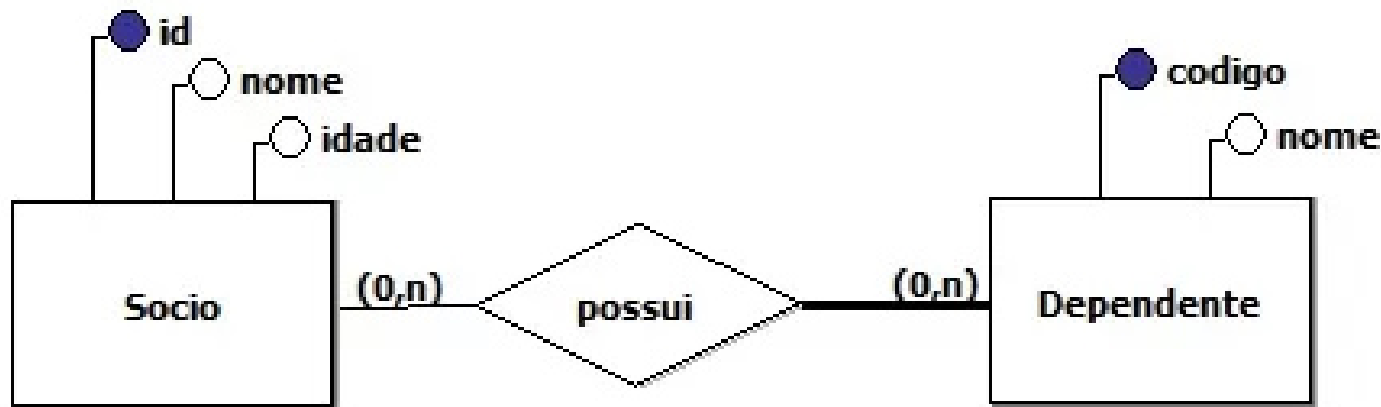 id
nome
idade
codigo
nome
Socio
(0,n)
possui
(0,n)
Dependente